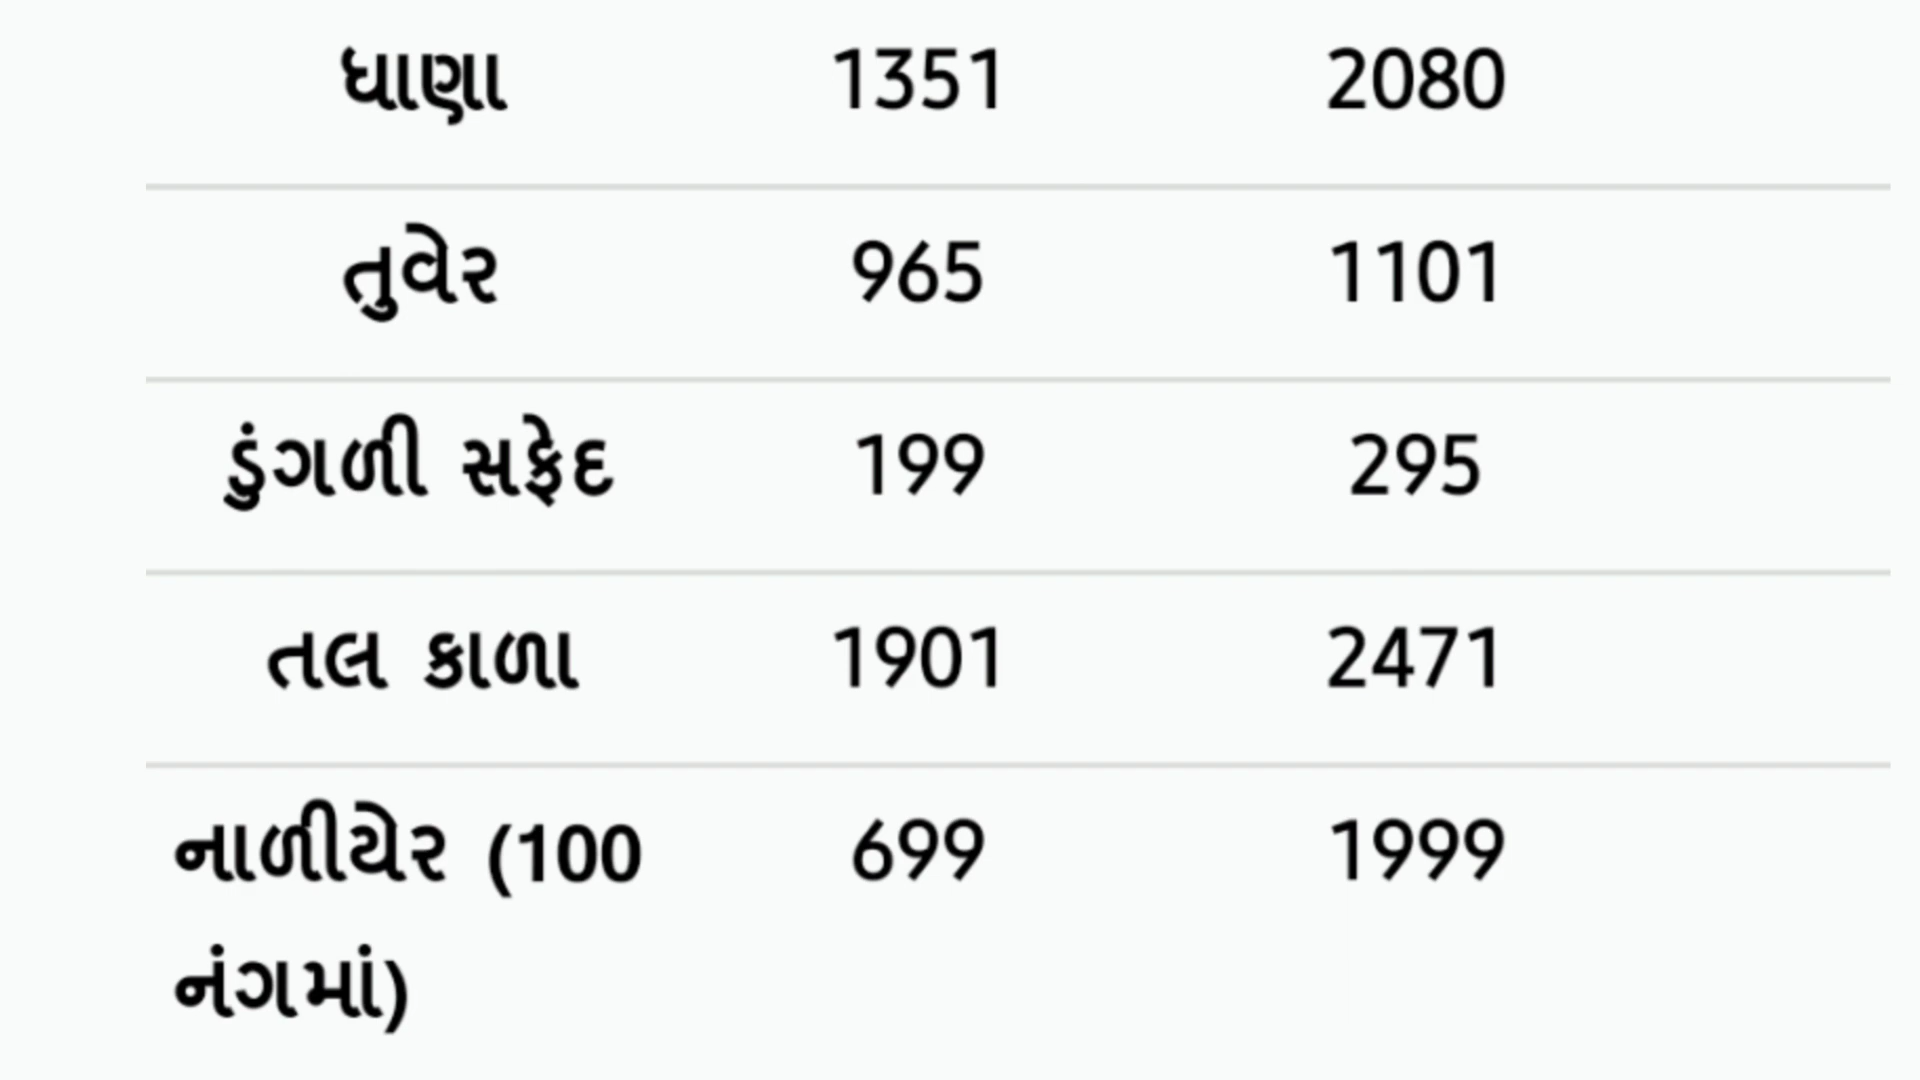 ધાણા 1351 2080
તુવેર 965 1101
ડુંગળી સફેદ 199 295
તલ કાળા 1901 2471
નાળીયેર (100 699 1999
નંગમાં)